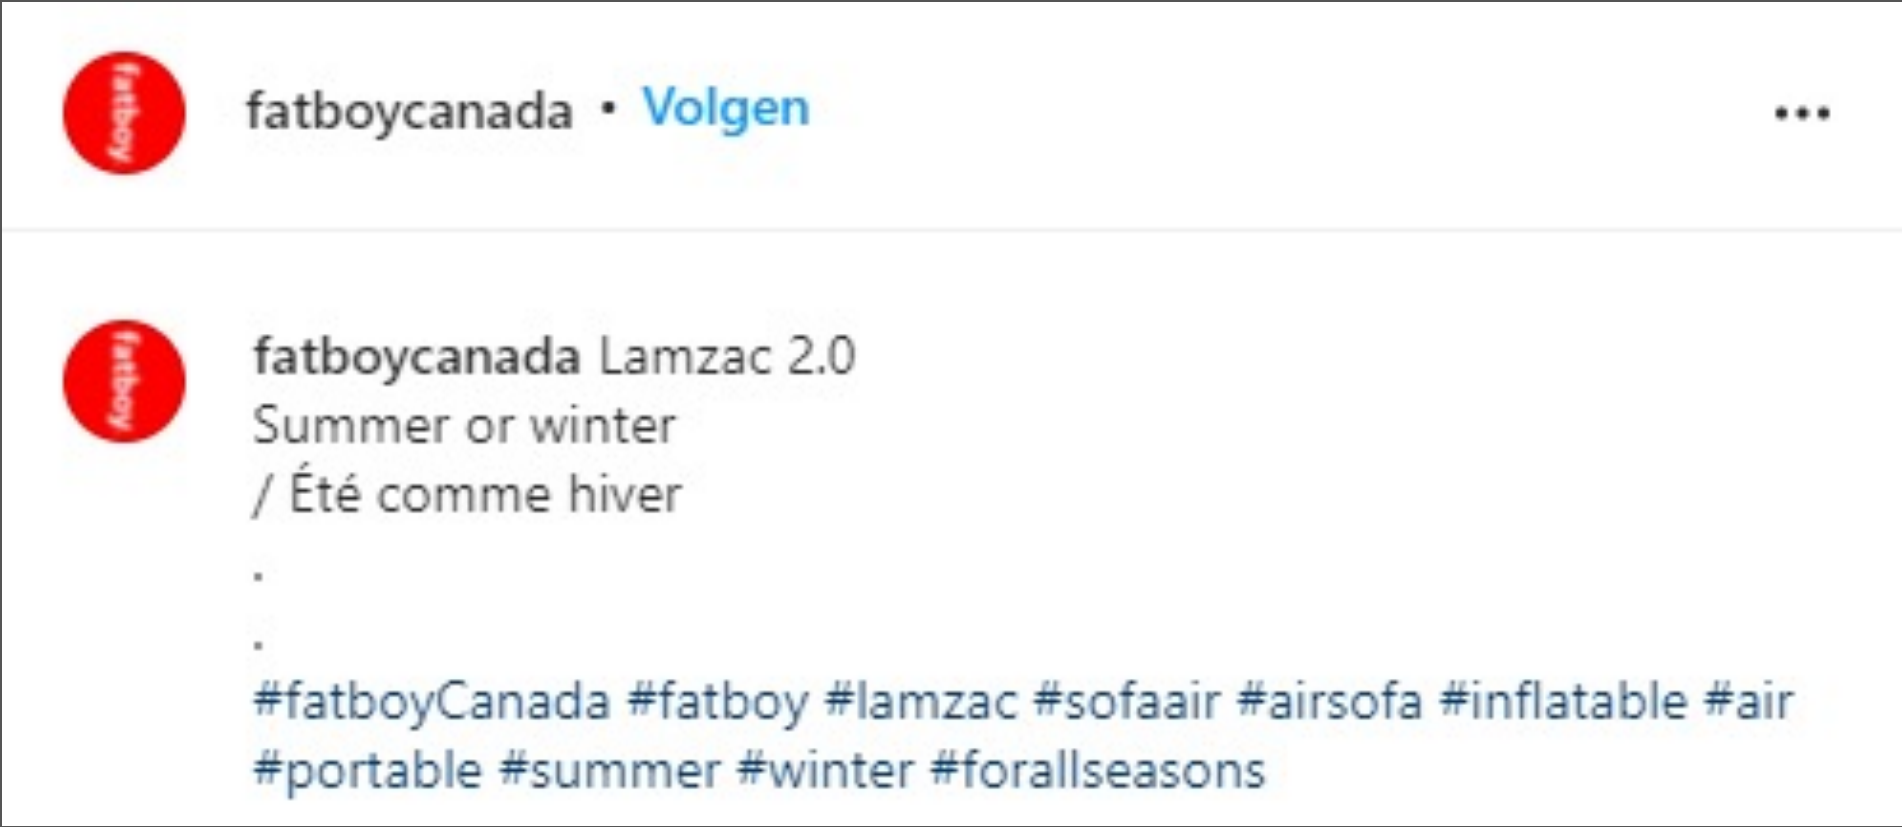 fatboy
fatboycanada • Volgen
fatboy
fatboycanada Lamzac 2.0
Summer or winter
/ Été comme hiver
.
.
#fatboyCanada #fatboy #lamzac #sofaair #airsofa #inflatable #air
#portable #summer #winter #forallseasons